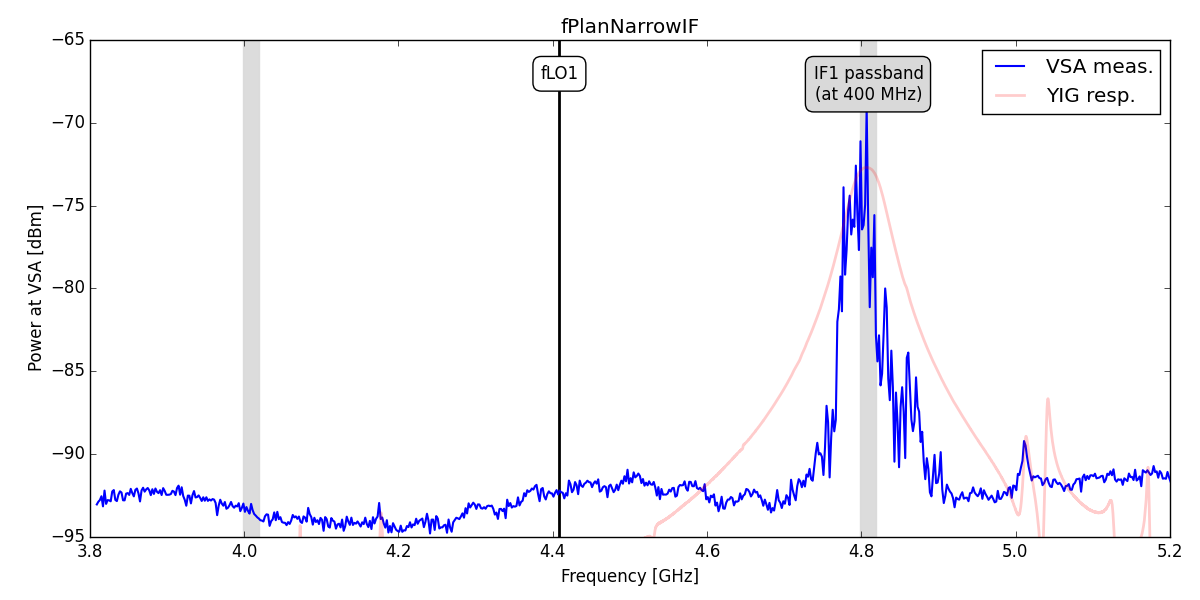 fPlanNarrowIF
−65
−70
−75
−80
−85
−90
−95
Power at VSA [dBm]
fLO1
IF1 passband
(at 400 MHz)
VSA meas.
YIG resp.
3.8
4.0
4.2
4.4
4.6
4.8
5.0
5.2
Frequency [GHz]